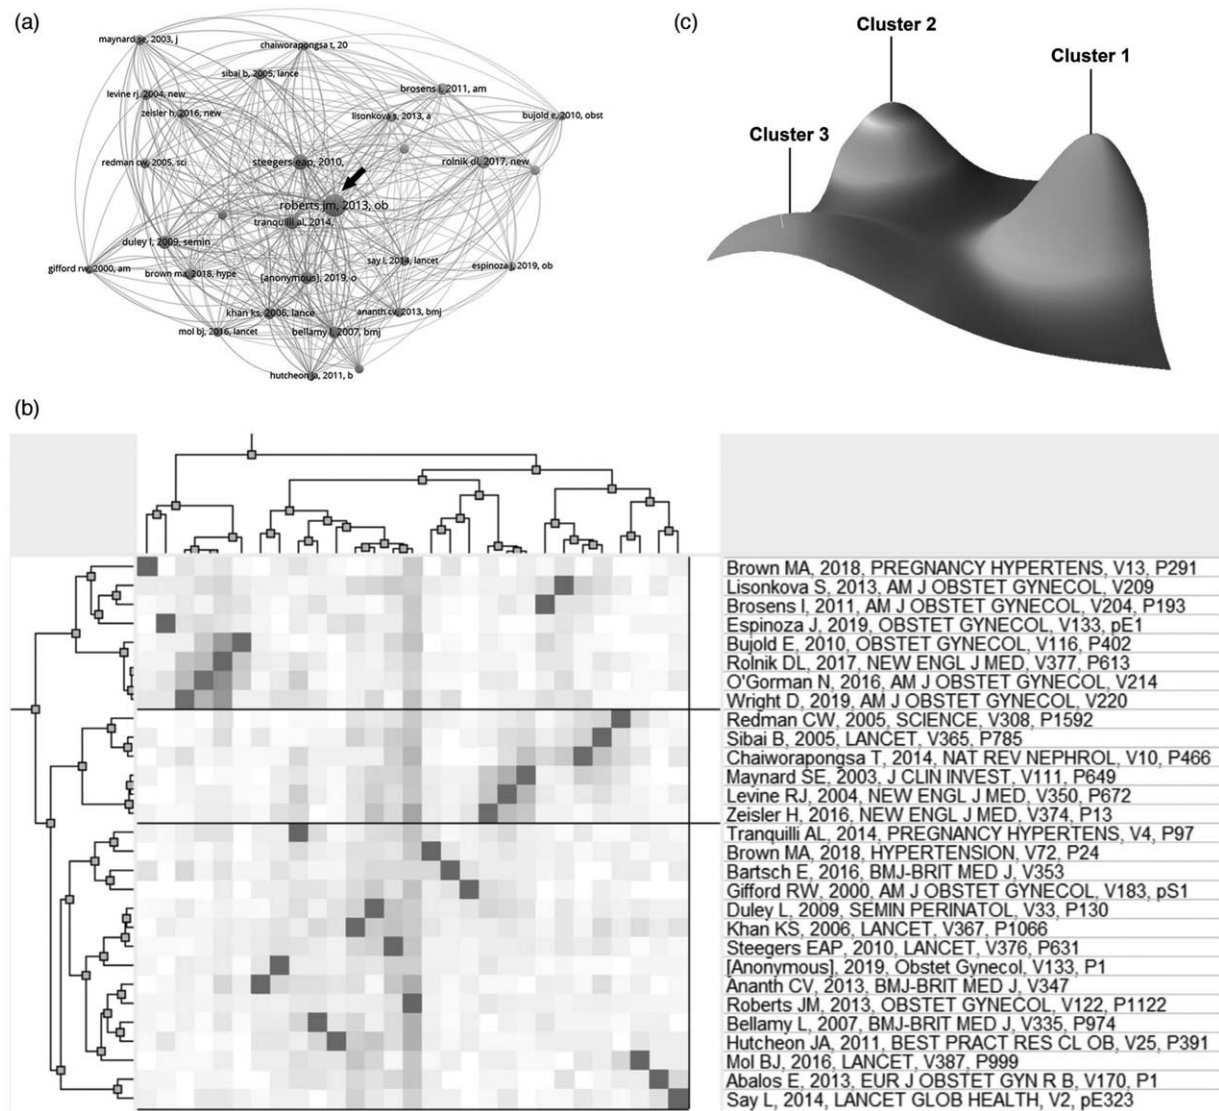 (a)
maynard se, 2003, j
chaiworapongsa t, 20
sibai b, 2005, lance
levine rj, 2004, new
zeisler h, 2016, new
brosens i, 2011, am
lisonkova s, 2013, a
bujold e, 2010, obst
redman cw, 2005, sci
steegers eap, 2010,
rolnik dl, 2017, new
roberts jm, 2013, ob
tranquilli al, 2014,
duley l, 2009, semin
gifford rw, 2000, am
brown ma, 2018, hype
[anonymous], 2019, o
say l, 2014, lancet
espinoza j, 2019, ob
khan ks, 2006, lance
ananth cv, 2013, bmj
mol bj, 2016, lancet
bellamy l, 2007, bmj
hutcheon ja, 2011, b
(c)
Cluster 2
Cluster 1
Cluster 3
(b)
Brown MA, 2018, PREGNANCY HYPERTENS, V13, P291
Lisonkova S, 2013, AM J OBSTET GYNECOL, V209
Brosens I, 2011, AM J OBSTET GYNECOL, V204, P193
Espinoza J, 2019, OBSTET GYNECOL, V133, pE1
Bujold E, 2010, OBSTET GYNECOL, V116, P402
Rolnik DL, 2017, NEW ENGL J MED, V377, P613
O'Gorman N, 2016, AM J OBSTET GYNECOL, V214
Wright D, 2019, AM J OBSTET GYNECOL, V220
Redman CW, 2005, SCIENCE, V308, P1592
Sibai B, 2005, LANCET, V365, P785
Chaiworapongsa T, 2014, NAT REV NEPHROL, V10, P466
Maynard SE, 2003, J CLIN INVEST, V111, P649
Levine RJ, 2004, NEW ENGL J MED, V350, P672
Zeisler H, 2016, NEW ENGL J MED, V374, P13
Tranquilli AL, 2014, PREGNANCY HYPERTENS, V4, P97
Brown MA, 2018, HYPERTENSION, V72, P24
Bartsch E, 2016, BMJ-BRIT MED J, V353
Gifford RW, 2000, AM J OBSTET GYNECOL, V183, pS1
Duley L, 2009, SEMIN PERINATOL, V33, P130
Khan KS, 2006, LANCET, V367, P1066
Steegers EAP, 2010, LANCET, V376, P631
[Anonymous], 2019, Obstet Gynecol, V133, P1
Ananth CV, 2013, BMJ-BRIT MED J, V347
Roberts JM, 2013, OBSTET GYNECOL, V122, P1122
Bellamy L, 2007, BMJ-BRIT MED J, V335, P974
Hutcheon JA, 2011, BEST PRACT RES CL OB, V25, P391
Mol BJ, 2016, LANCET, V387, P999
Abalos E, 2013, EUR J OBSTET GYN R B, V170, P1
Say L, 2014, LANCET GLOB HEALTH, V2, pE323